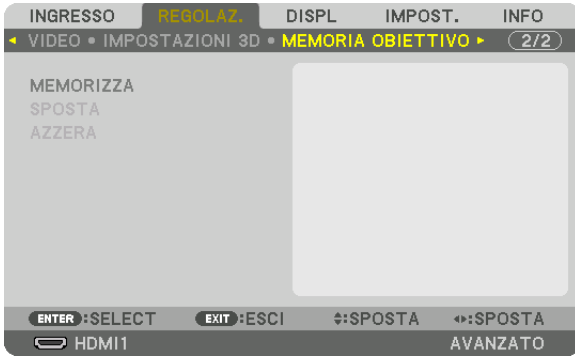 INGRESSO REGOLAZ. DISPL IMPOST. INFO
◂ VIDEO • IMPOSTAZIONI 3D • MEMORIA OBIETTIVO ▸ 2/2
MEMORIZZA
SPOSTA
AZZERA
ENTER :SELECT EXIT :ESCI ♦:SPOSTA ◂▸:SPOSTA
HDMI1 AVANZATO